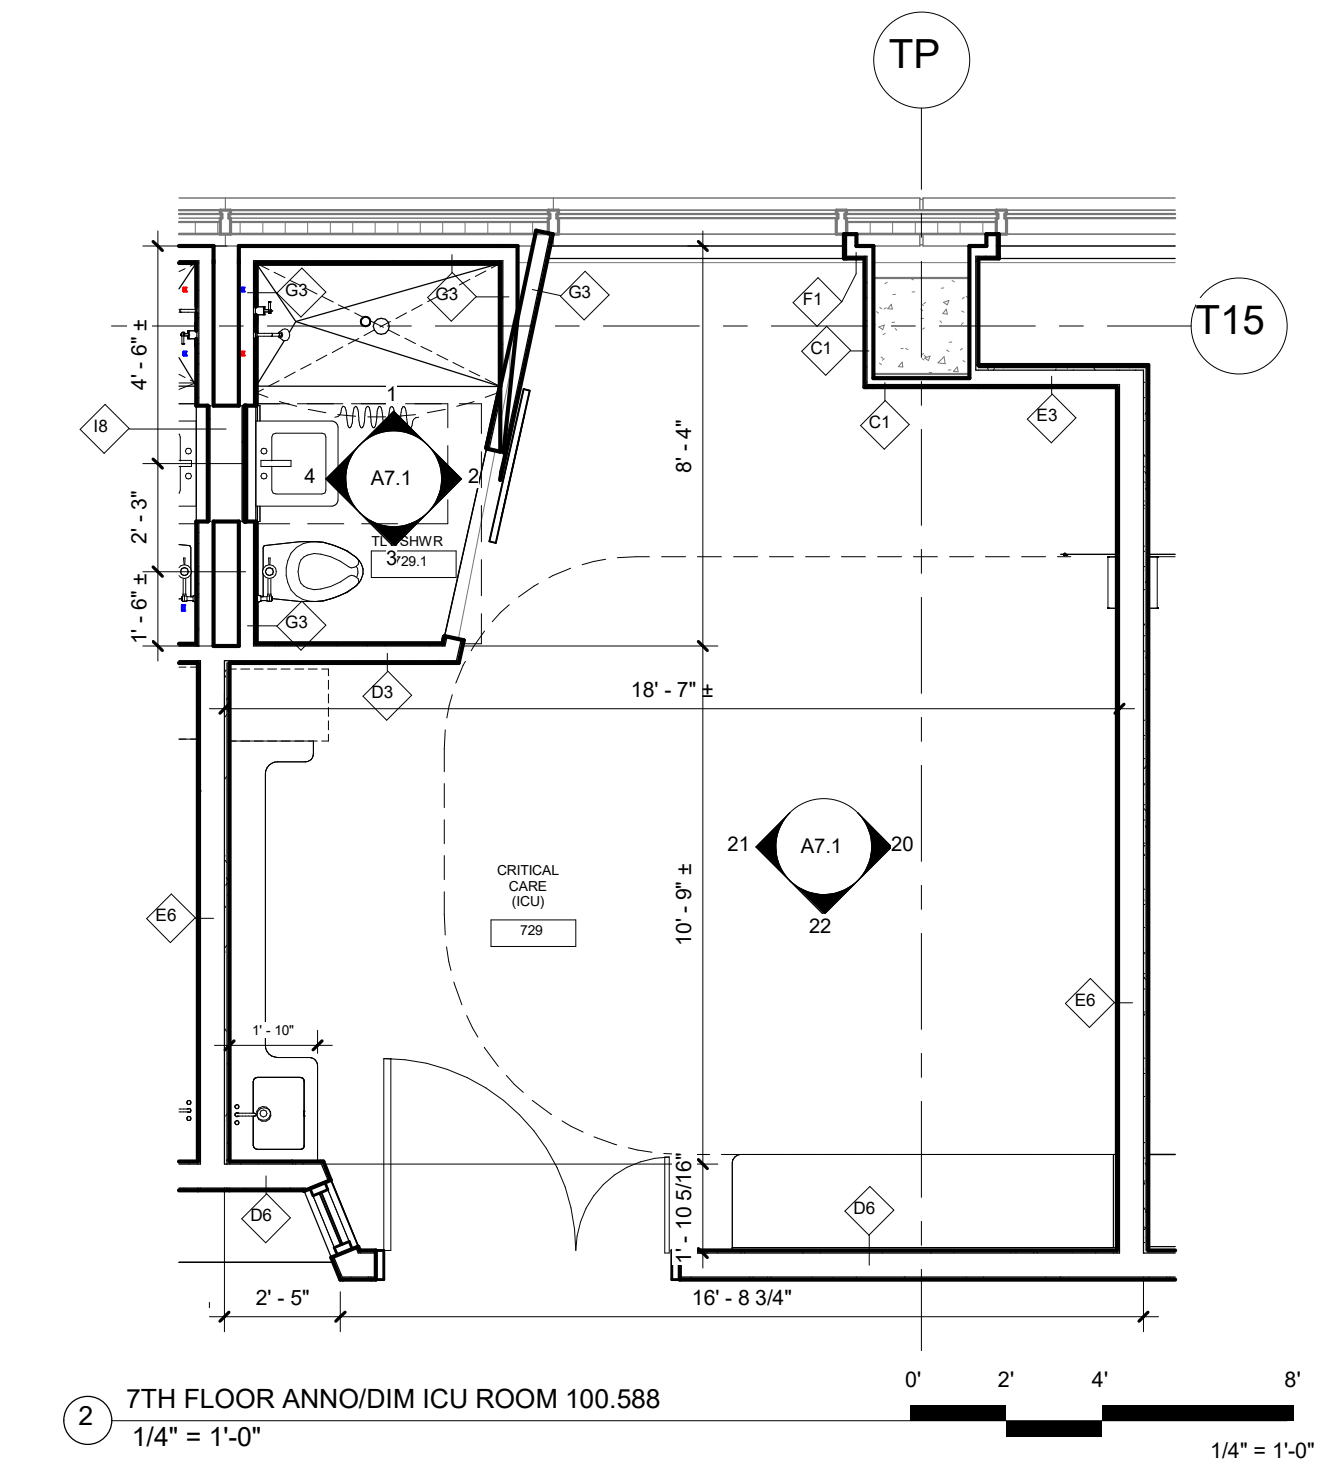 TP
T15
G3
G3
G3
F1
C1
C1
E3
4' - 6" ±
I8
2' - 3"
1' - 6" ±
8' - 4"
1
4
A7.1
2
3
SHWR
729.1
G3
D3
18' - 7" ±
21
A7.1
20
22
CRITICAL
CARE
(ICU)
729
10' - 9" ±
E6
E6
1' - 10"
1' - 10 5/16"
D6
D6
2' - 5"
16' - 8 3/4"
2
7TH FLOOR ANNO/DIM ICU ROOM 100.588
1/4" = 1'-0"
0'
2'
4'
8'
1/4" = 1'-0"